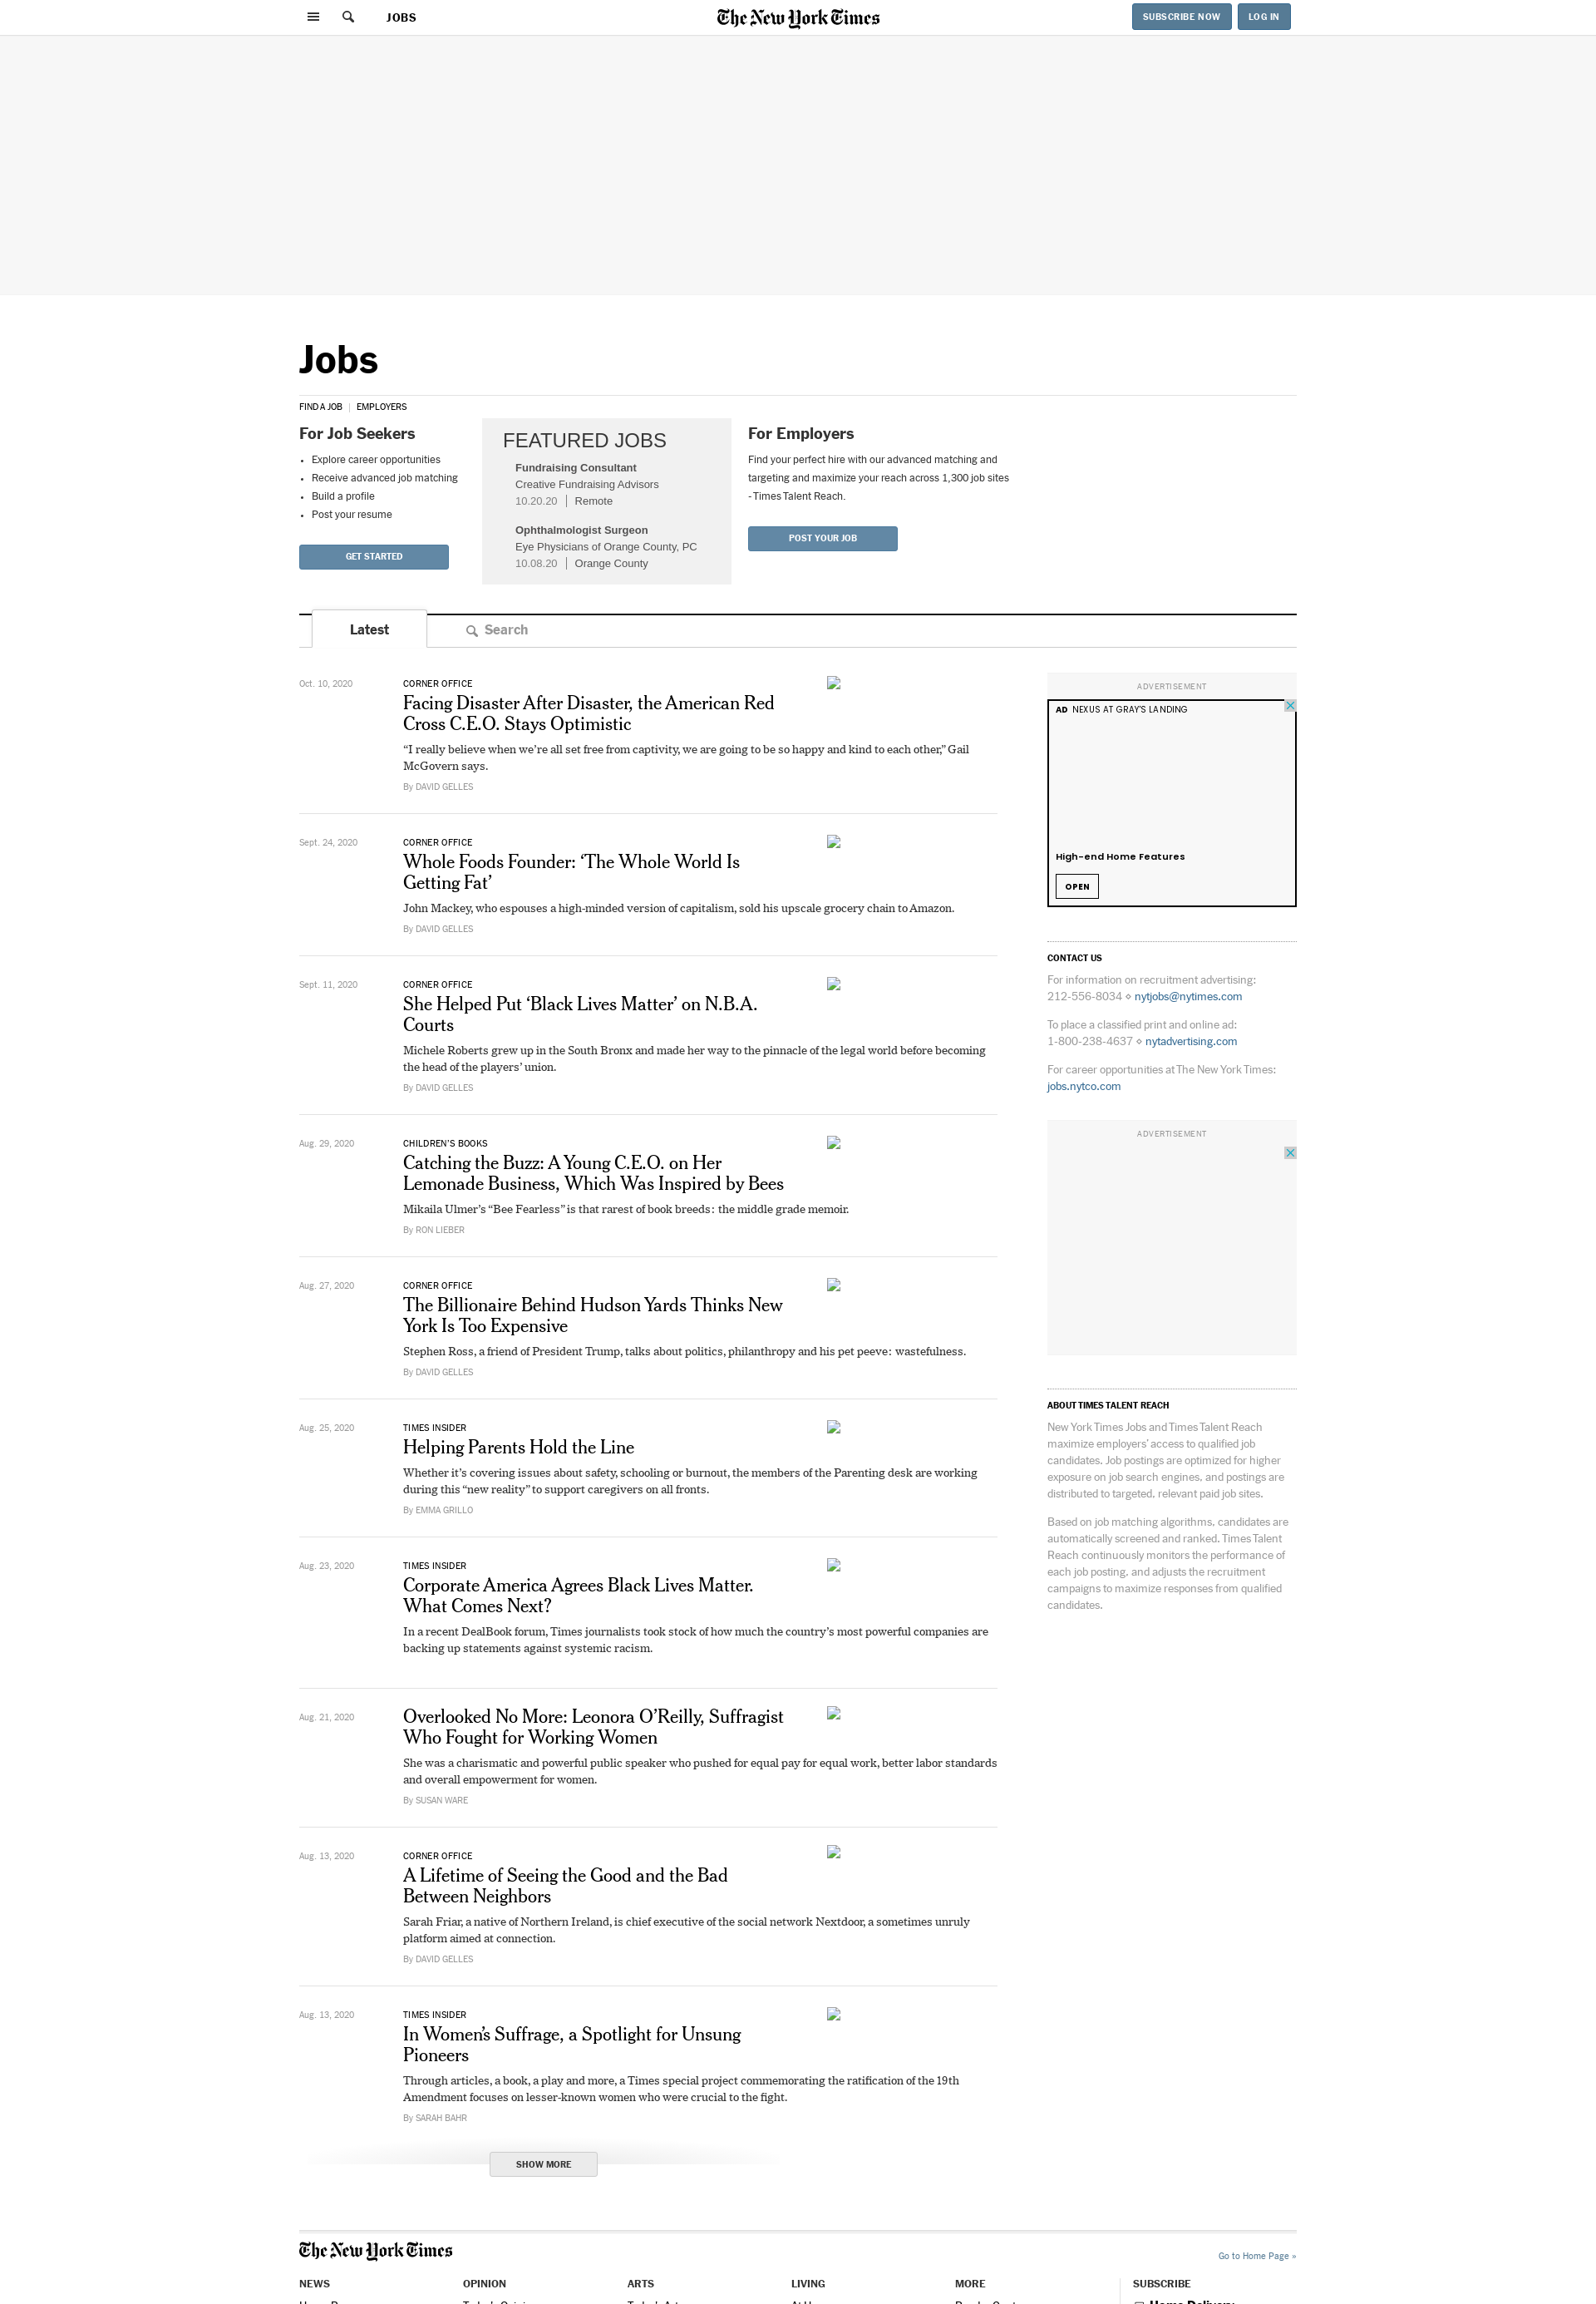 JOBS
The New York Times
SUBSCRIBE NOW
LOG IN
Jobs
FIND A JOB | EMPLOYERS
For Job Seekers
• Explore career opportunities
• Receive advanced job matching
• Build a profile
• Post your resume
GET STARTED
FEATURED JOBS
Fundraising Consultant
Creative Fundraising Advisors
10.20.20 | Remote
Ophthalmologist Surgeon
Eye Physicians of Orange County, PC
10.08.20 | Orange County
For Employers
Find your perfect hire with our advanced matching and
targeting and maximize your reach across 1,300 job sites
- Times Talent Reach.
POST YOUR JOB
Latest
Search
Oct. 10, 2020
CORNER OFFICE
Facing Disaster After Disaster, the American Red
Cross C.E.O. Stays Optimistic
“I really believe when we’re all set free from captivity, we are going to be so happy and kind to each other,” Gail
McGovern says.
By DAVID GELLES
Sept. 24, 2020
CORNER OFFICE
Whole Foods Founder: ‘The Whole World Is
Getting Fat’
John Mackey, who espouses a high-minded version of capitalism, sold his upscale grocery chain to Amazon.
By DAVID GELLES
Sept. 11, 2020
CORNER OFFICE
She Helped Put ‘Black Lives Matter’ on N.B.A.
Courts
Michele Roberts grew up in the South Bronx and made her way to the pinnacle of the legal world before becoming
the head of the players’ union.
By DAVID GELLES
Aug. 29, 2020
CHILDREN’S BOOKS
Catching the Buzz: A Young C.E.O. on Her
Lemonade Business, Which Was Inspired by Bees
Mikaila Ulmer’s “Bee Fearless” is that rarest of book breeds: the middle grade memoir.
By RON LIEBER
Aug. 27, 2020
CORNER OFFICE
The Billionaire Behind Hudson Yards Thinks New
York Is Too Expensive
Stephen Ross, a friend of President Trump, talks about politics, philanthropy and his pet peeve: wastefulness.
By DAVID GELLES
Aug. 25, 2020
TIMES INSIDER
Helping Parents Hold the Line
Whether it’s covering issues about safety, schooling or burnout, the members of the Parenting desk are working
during this “new reality” to support caregivers on all fronts.
By EMMA GRILLO
Aug. 23, 2020
TIMES INSIDER
Corporate America Agrees Black Lives Matter.
What Comes Next?
In a recent DealBook forum, Times journalists took stock of how much the country’s most powerful companies are
backing up statements against systemic racism.
Aug. 21, 2020
Overlooked No More: Leonora O’Reilly, Suffragist
Who Fought for Working Women
She was a charismatic and powerful public speaker who pushed for equal pay for equal work, better labor standards
and overall empowerment for women.
By SUSAN WARE
Aug. 13, 2020
CORNER OFFICE
A Lifetime of Seeing the Good and the Bad
Between Neighbors
Sarah Friar, a native of Northern Ireland, is chief executive of the social network Nextdoor, a sometimes unruly
platform aimed at connection.
By DAVID GELLES
Aug. 13, 2020
TIMES INSIDER
In Women’s Suffrage, a Spotlight for Unsung
Pioneers
Through articles, a book, a play and more, a Times special project commemorating the ratification of the 19th
Amendment focuses on lesser-known women who were crucial to the fight.
By SARAH BAHR
SHOW MORE
ADVERTISEMENT
AD NEXUS AT GRAY'S LANDING
High-end Home Features
OPEN
CONTACT US
For information on recruitment advertising:
212-556-8034 ⋄ nytjobs@nytimes.com
To place a classified print and online ad:
1-800-238-4637 ⋄ nytadvertising.com
For career opportunities at The New York Times:
jobs.nytco.com
ADVERTISEMENT
ABOUT TIMES TALENT REACH
New York Times Jobs and Times Talent Reach
maximize employers’ access to qualified job
candidates. Job postings are optimized for higher
exposure on job search engines, and postings are
distributed to targeted, relevant paid job sites.
Based on job matching algorithms, candidates are
automatically screened and ranked. Times Talent
Reach continuously monitors the performance of
each job posting, and adjusts the recruitment
campaigns to maximize responses from qualified
candidates.
The New York Times
Go to Home Page »
NEWS
OPINION
ARTS
LIVING
MORE
SUBSCRIBE
Home Delivery